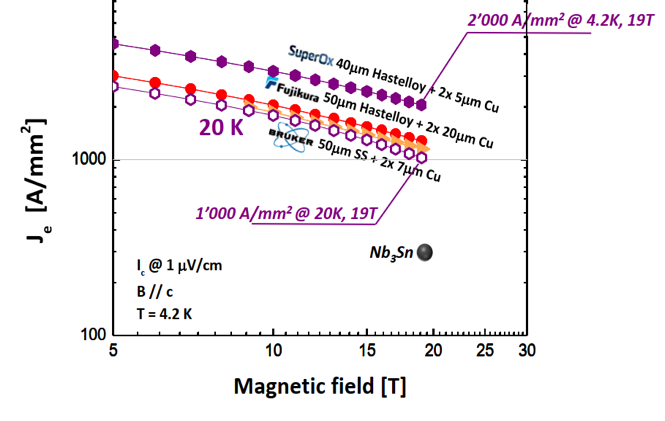 2'000 A/mm² @ 4.2K, 19T
SuperOx 40µm Hastelloy + 2x 5µm Cu
Fujikura 50µm Hastelloy + 2x 20µm Cu
20 K
BRUKER 50µm SS + 2x 7µm Cu
1000
Jₑ [A/mm²]
1'000 A/mm² @ 20K, 19T
Nb₃Sn
I꜀ @ 1 µV/cm
B // c
T = 4.2 K
100
5 10 15 20 25 30
Magnetic field [T]